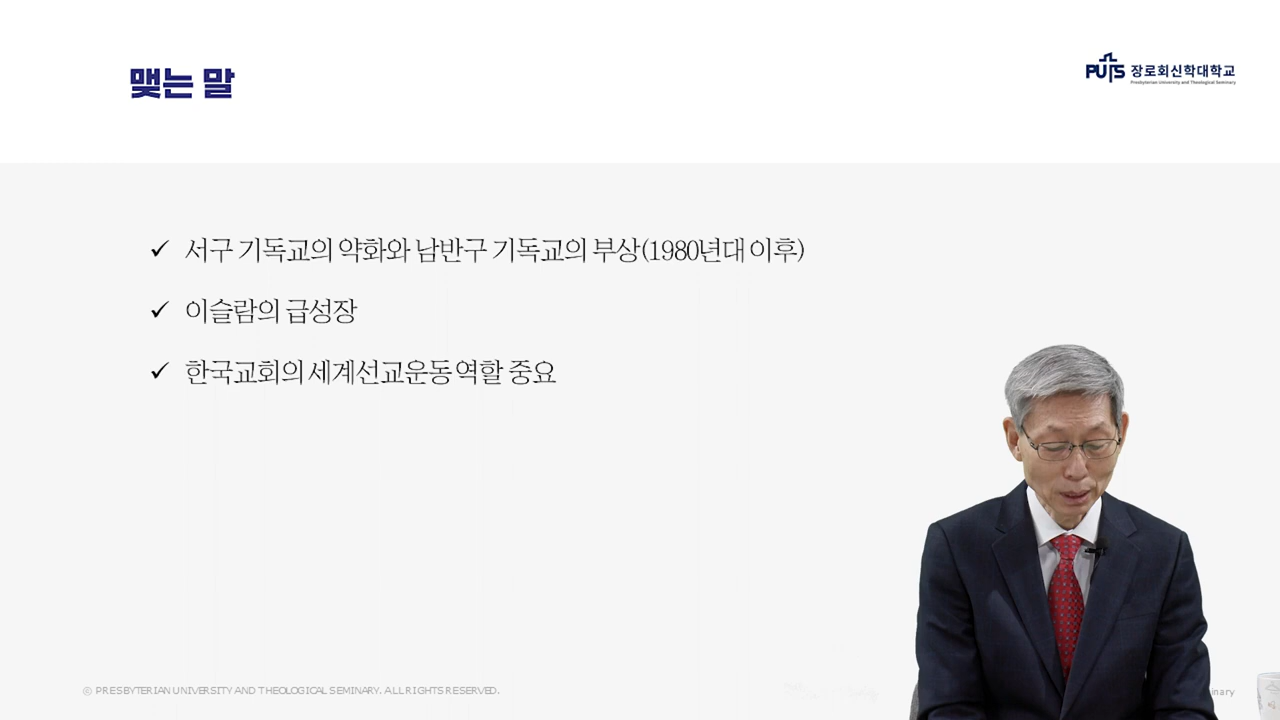 맺는 말
PUTS 장로회신학대학교
Presbyterian University and Theological Seminary
✓ 서구 기독교의 약화와 남반구 기독교의 부상(1980년대 이후)
✓ 이슬람의 급성장
✓ 한국교회의 세계선교운동 역할 중요
© PRESBYTERIAN UNIVERSITY AND THEOLOGICAL SEMINARY. ALL RIGHTS RESERVED.